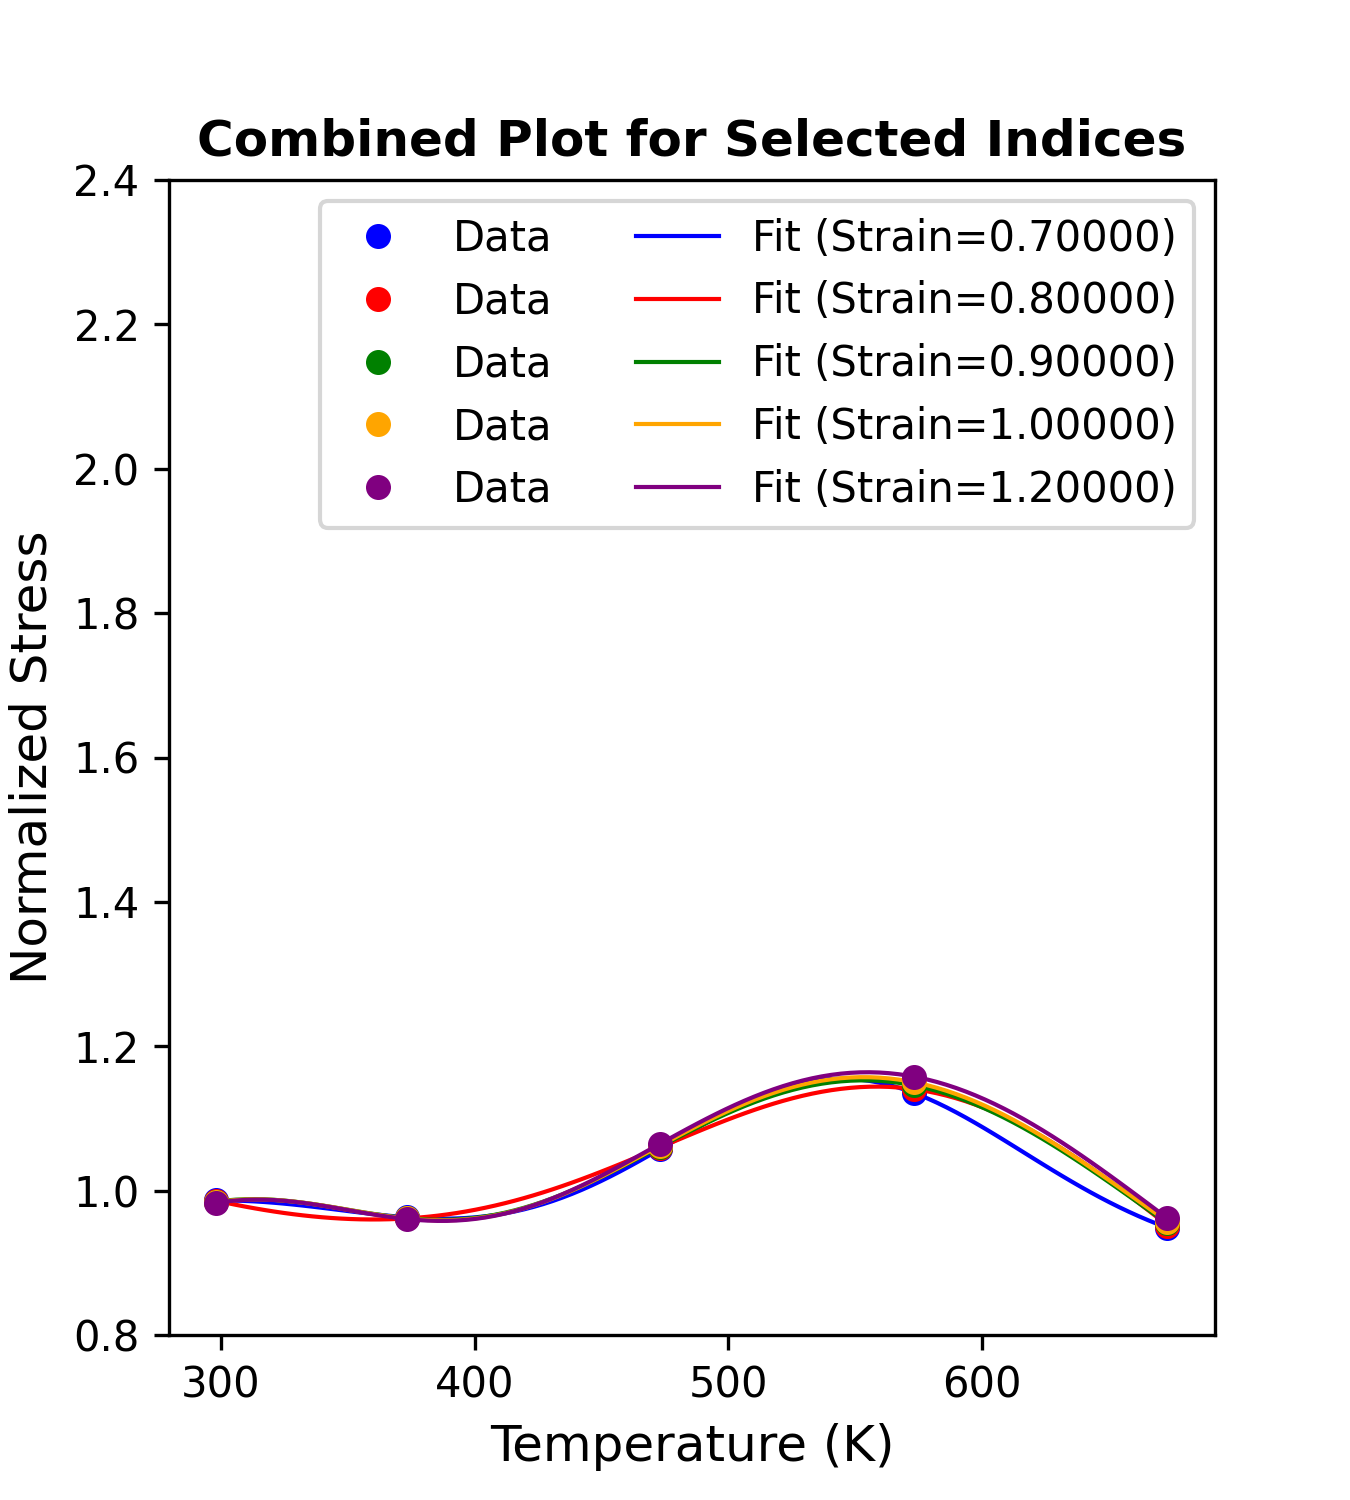 Combined Plot for Selected Indices
Data Fit (Strain=0.70000)
Data Fit (Strain=0.80000)
Data Fit (Strain=0.90000)
Data Fit (Strain=1.00000)
Data Fit (Strain=1.20000)
Normalized Stress
2.4
2.2
2.0
1.8
1.6
1.4
1.2
1.0
0.8
300 400 500 600
Temperature (K)